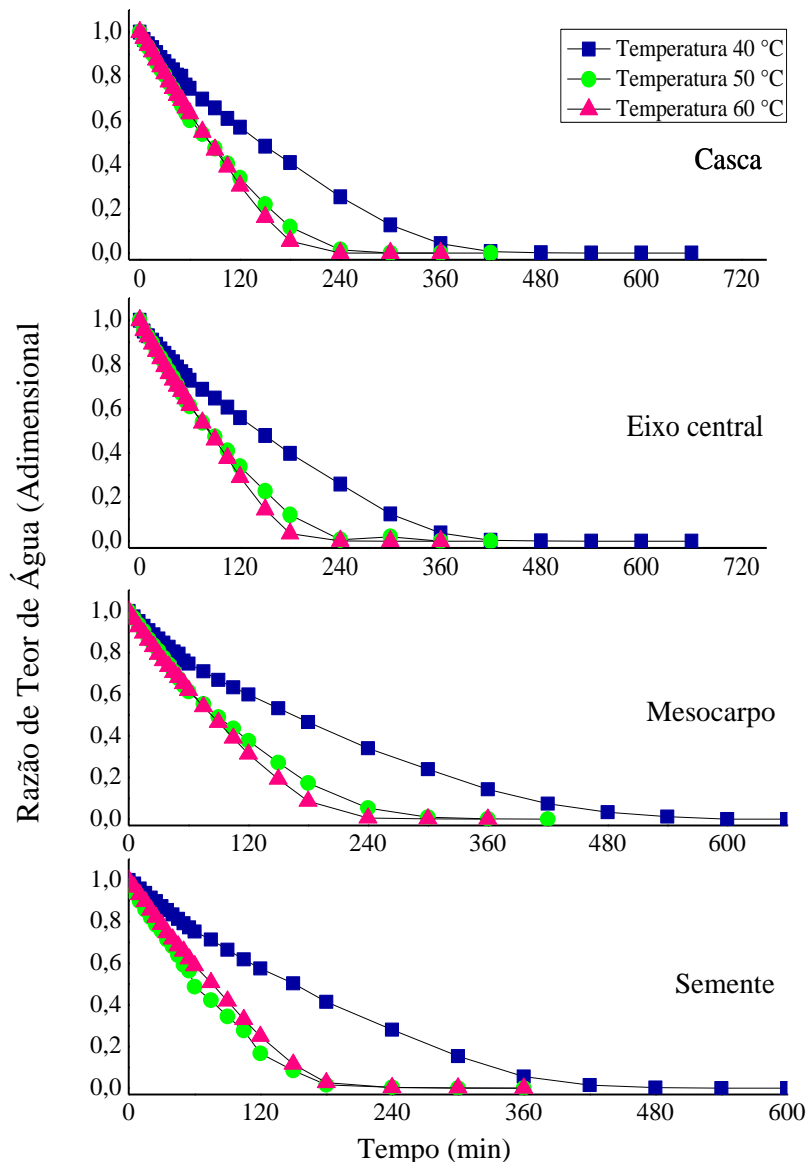 Razão de Teor de Água (Adimensional
1,0
0,8
0,6
0,4
0,2
0,0
Temperatura 40 °C
Temperatura 50 °C
Temperatura 60 °C
Casca
0 120 240 360 480 600 720
1,0
0,8
0,6
0,4
0,2
0,0
Eixo central
0 120 240 360 480 600 720
1,0
0,8
0,6
0,4
0,2
0,0
Mesocarpo
0 120 240 360 480 600
1,0
0,8
0,6
0,4
0,2
0,0
Semente
0 120 240 360 480 600
Tempo (min)